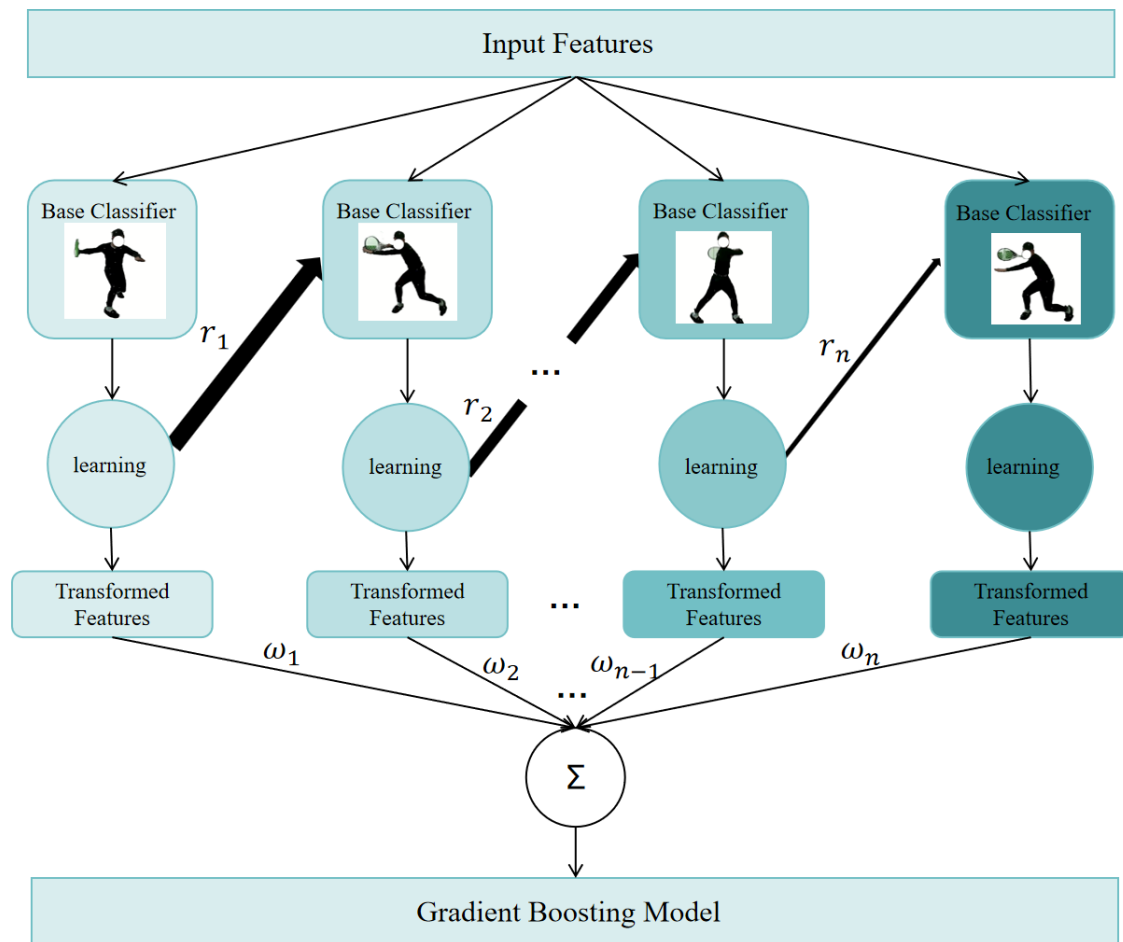 Input Features
Base Classifier
Base Classifier
Base Classifier
Base Classifier
r₁
r₂
...
rₙ
learning
learning
learning
learning
Transformed
Features
Transformed
Features
...
Transformed
Features
Transformed
Features
ω₁
ω₂
...
ωₙ₋₁
ωₙ
Σ
Gradient Boosting Model